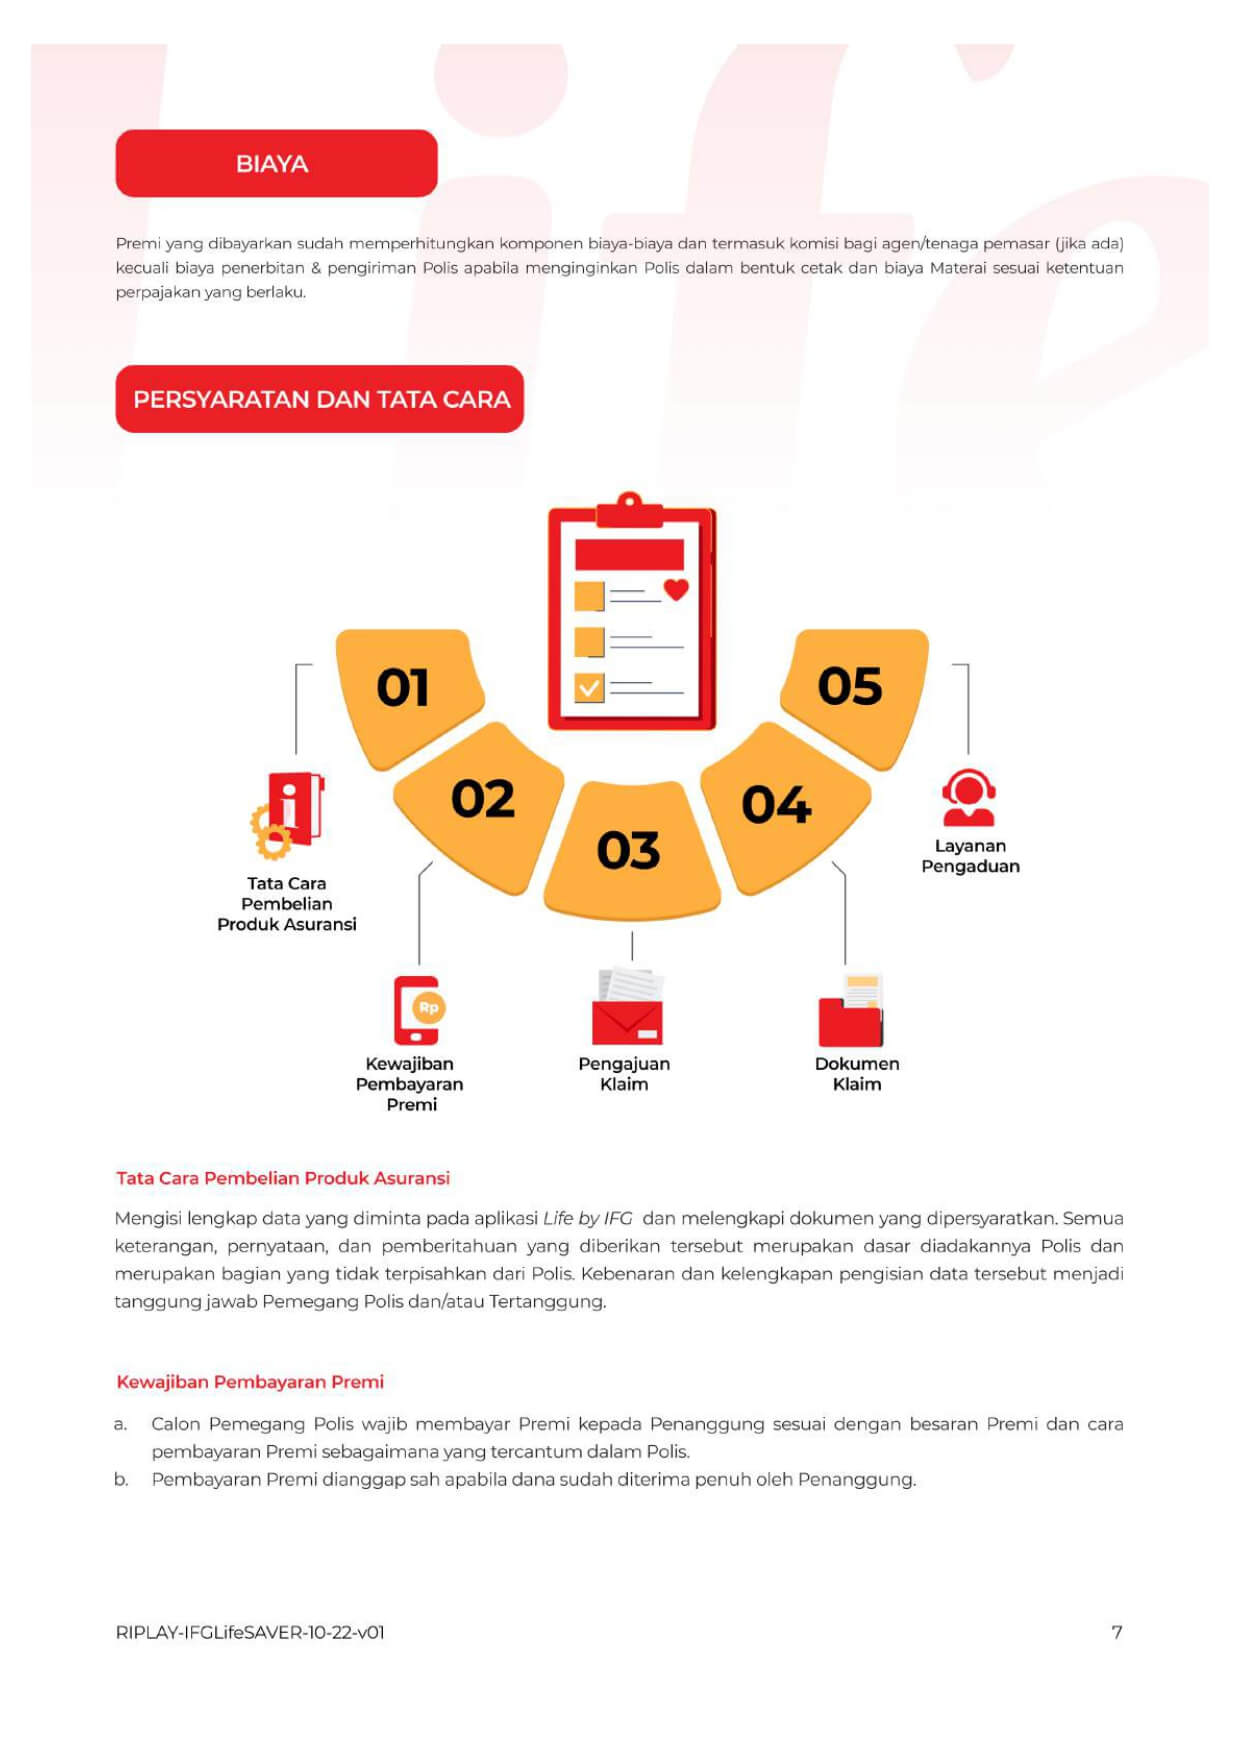 BIAYA
Premi yang dibayarkan sudah memperhitungkan komponen biaya-biaya dan termasuk komisi bagi agen/tenaga pemasar (jika ada)
kecuali biaya penerbitan & pengiriman Polis apabila menginginkan Polis dalam bentuk cetak dan biaya Materai sesuai ketentuan
perpajakan yang berlaku.
PERSYARATAN DAN TATA CARA
01
02
03
04
05
Tata Cara
Pembelian
Produk Asuransi
Rp
Kewajiban
Pembayaran
Premi
Pengajuan
Klaim
Dokumen
Klaim
Layanan
Pengaduan
Tata Cara Pembelian Produk Asuransi
Mengisi lengkap data yang diminta pada aplikasi Life by IFG dan melengkapi dokumen yang dipersyaratkan. Semua
keterangan, pernyataan, dan pemberitahuan yang diberikan tersebut merupakan dasar diadakannya Polis dan
merupakan bagian yang tidak terpisahkan dari Polis. Kebenaran dan kelengkapan pengisian data tersebut menjadi
tanggung jawab Pemegang Polis dan/atau Tertanggung.
Kewajiban Pembayaran Premi
a. Calon Pemegang Polis wajib membayar Premi kepada Penanggung sesuai dengan besaran Premi dan cara
pembayaran Premi sebagaimana yang tercantum dalam Polis.
b. Pembayaran Premi dianggap sah apabila dana sudah diterima penuh oleh Penanggung.
RIPLAY-IFGLifeSAVER-10-22-v01
7